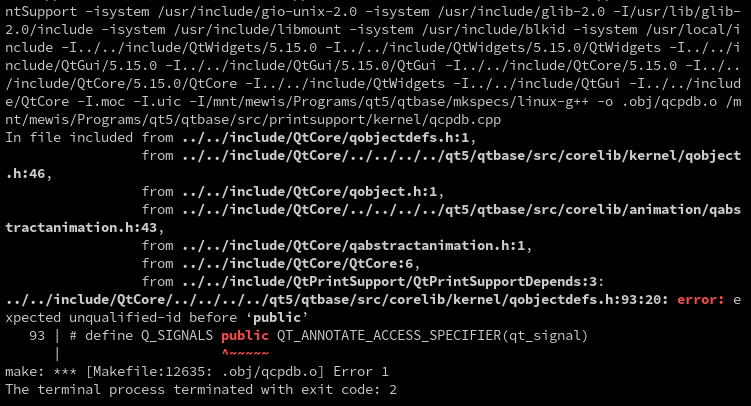 ntSupport -isystem /usr/include/gio-unix-2.0 -isystem /usr/include/glib-2.0 -I/usr/lib/glib-
2.0/include -isystem /usr/include/libmount -isystem /usr/include/blkid -isystem /usr/local/i
nclude -I../../include/QtWidgets/5.15.0 -I../../include/QtWidgets/5.15.0/QtWidgets -I../../i
nclude/QtGui/5.15.0 -I../../include/QtGui/5.15.0/QtGui -I../../include/QtCore/5.15.0 -I../..
/include/QtCore/5.15.0/QtCore -I../../include/QtWidgets -I../../include/QtGui -I../../includ
e/QtCore -I.moc -I.uic -I/mnt/mewis/Programs/qt5/qtbase/mkspecs/linux-g++ -o .obj/qcpdb.o /m
nt/mewis/Programs/qt5/qtbase/src/printsupport/kernel/qcpdb.cpp
In file included from ../../include/QtCore/qobjectdefs.h:1,
from ../../include/QtCore/../../../../qt5/qtbase/src/corelib/kernel/qobject
.h:46,
from ../../include/QtCore/qobject.h:1,
from ../../include/QtCore/../../../../qt5/qtbase/src/corelib/animation/qabs
tractanimation.h:43,
from ../../include/QtCore/qabstractanimation.h:1,
from ../../include/QtCore/QtCore:6,
from ../../include/QtPrintSupport/QtPrintSupportDepends:3:
../../include/QtCore/../../../../qt5/qtbase/src/corelib/kernel/qobjectdefs.h:93:20: error: e
xpected unqualified-id before ‘public’
93 | # define Q_SIGNALS public QT_ANNOTATE_ACCESS_SPECIFIER(qt_signal)
| ^~~~~~
make: *** [Makefile:12635: .obj/qcpdb.o] Error 1
The terminal process terminated with exit code: 2